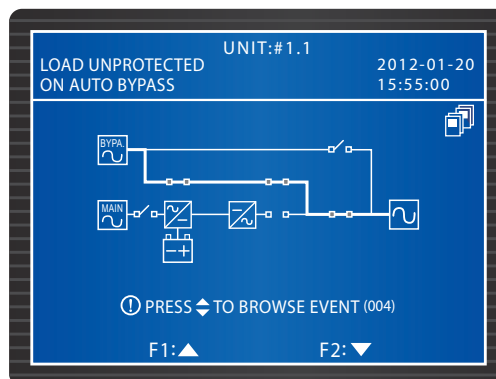 UNIT:#1.1
LOAD UNPROTECTED
2012-01-20
ON AUTO BYPASS
15:55:00
BYPA.
MAIN
PRESS TO BROWSE EVENT (004)
F1:
F2: